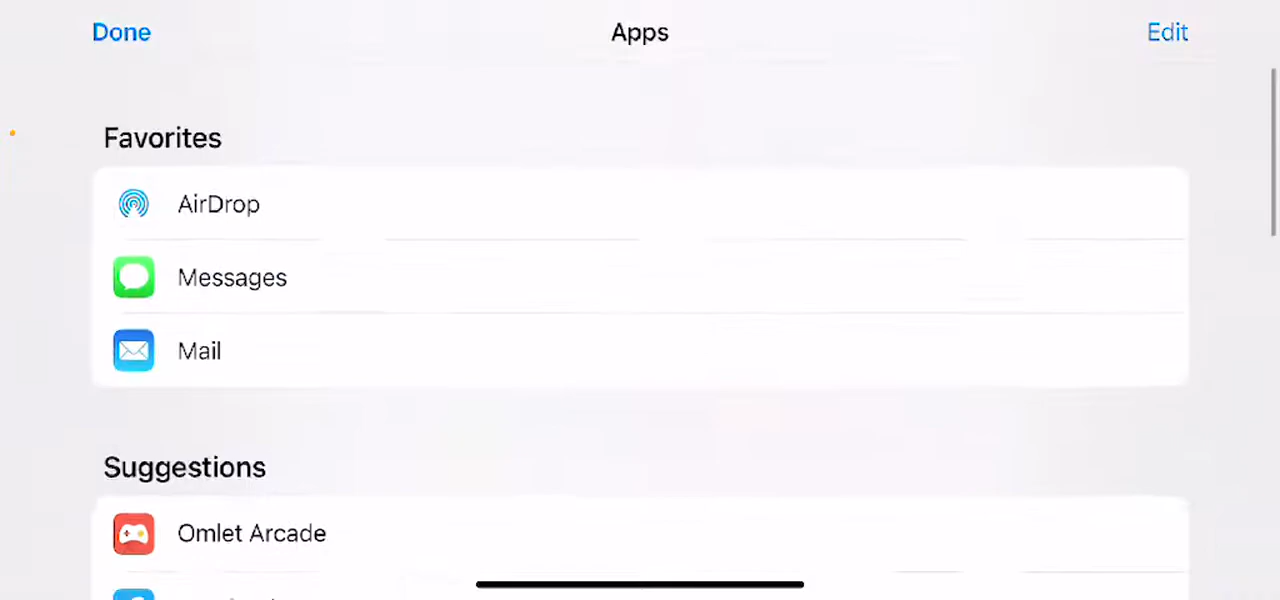 Done Apps Edit
Favorites
AirDrop
Messages
Mail
Suggestions
Omlet Arcade